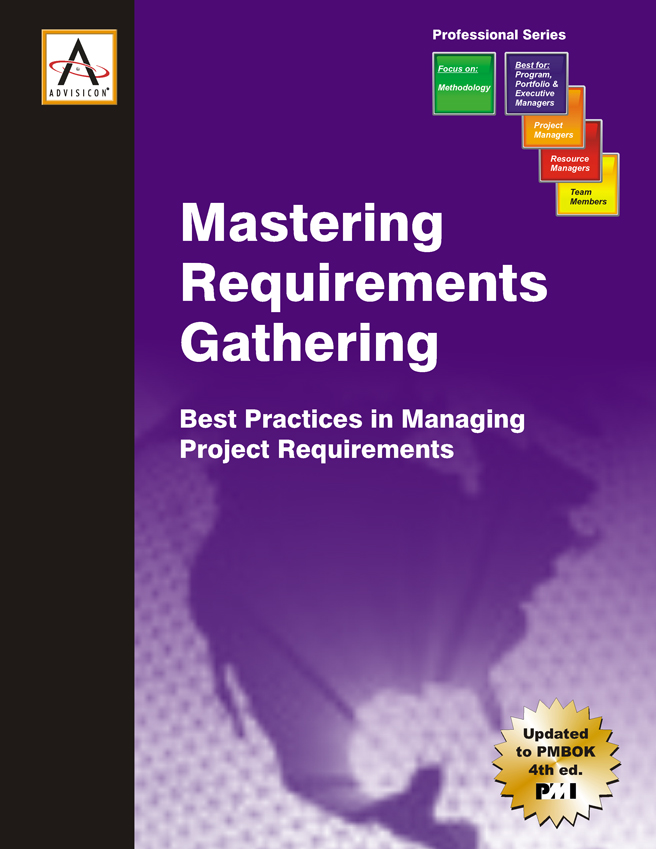 ADVISICON®
Professional Series
Focus on:
Methodology
Best for:
Program,
Portfolio &
Executive
Managers
Project
Managers
Resource
Managers
Team
Members
Mastering
Requirements
Gathering
Best Practices in Managing
Project Requirements
Updated
to PMBOK
4th ed.
PMI